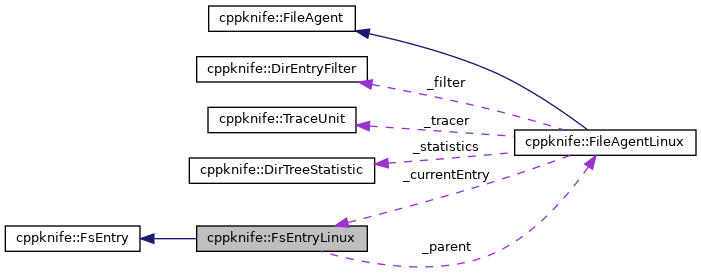 cppknife::FileAgent
cppknife::DirEntryFilter
_filter
cppknife::TraceUnit
_tracer
cppknife::FileAgentLinux
_statistics
cppknife::DirTreeStatistic
_currentEntry
cppknife::FsEntry
cppknife::FsEntryLinux
_parent